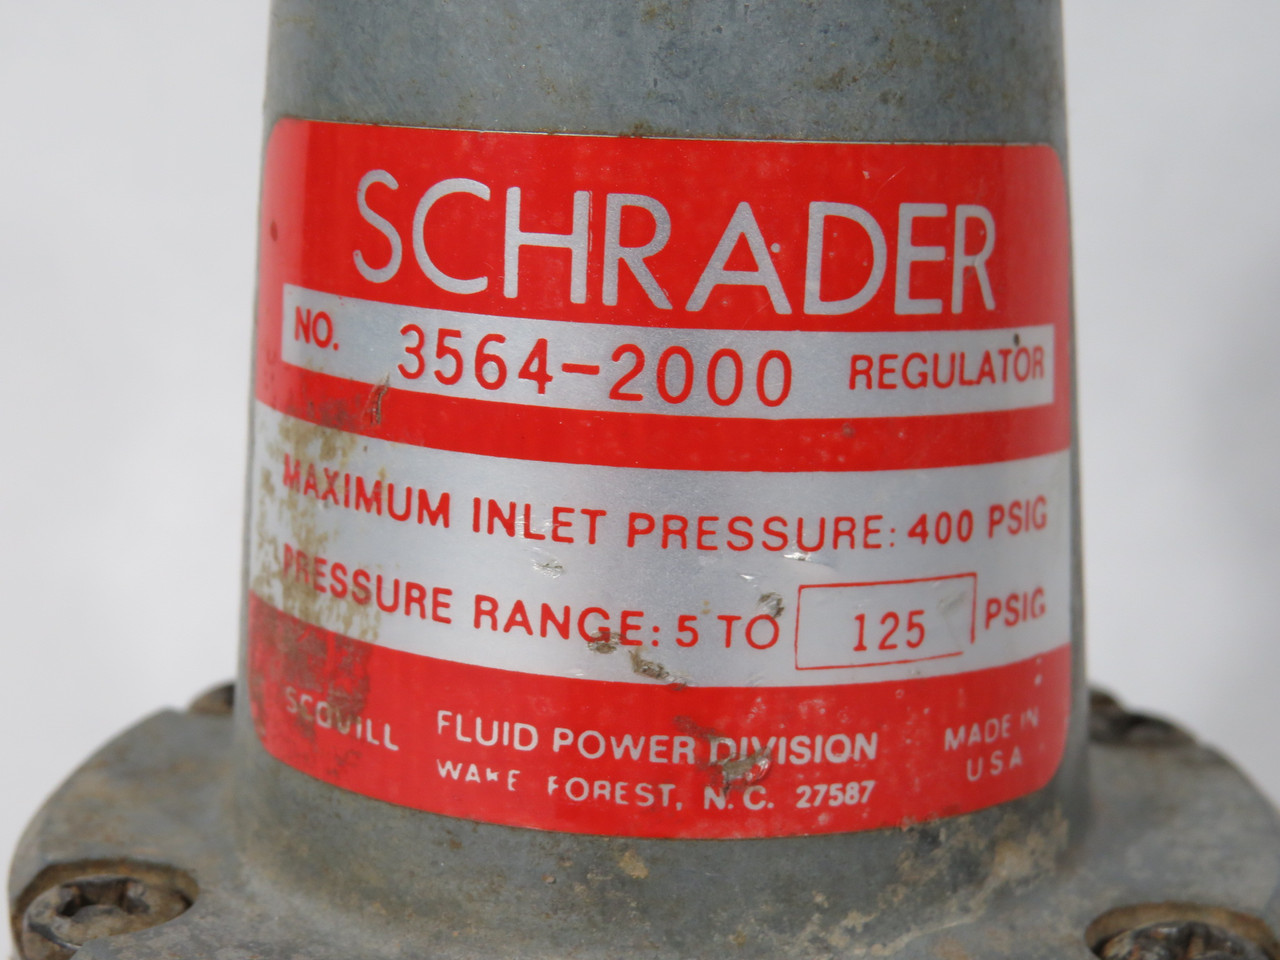 SCHRADER
NO. 3564-2000 REGULATOR
MAXIMUM INLET PRESSURE: 400 PSIG
PRESSURE RANGE: 5 TO 125 PSIG
SCOVILL FLUID POWER DIVISION MADE IN
WAKE FOREST, N.C. 27587 USA